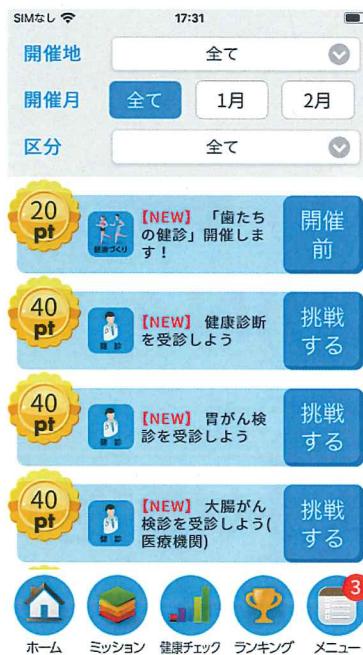 SIMなし 17:31
開催地 全て
開催月 全て 1月 2月
区分 全て
20
pt
健康づくり
【NEW】「歯たち
の健診」開催しま
す！
開催
前
40
pt
健 診
【NEW】 健康診断
を受診しよう
挑戦
する
40
pt
健 診
【NEW】 胃がん検
診を受診しよう
挑戦
する
40
pt
健 診
【NEW】 大腸がん
検診を受診しよう(
医療機関)
挑戦
する
3
ホーム ミッション 健康チェック ランキング メニュー